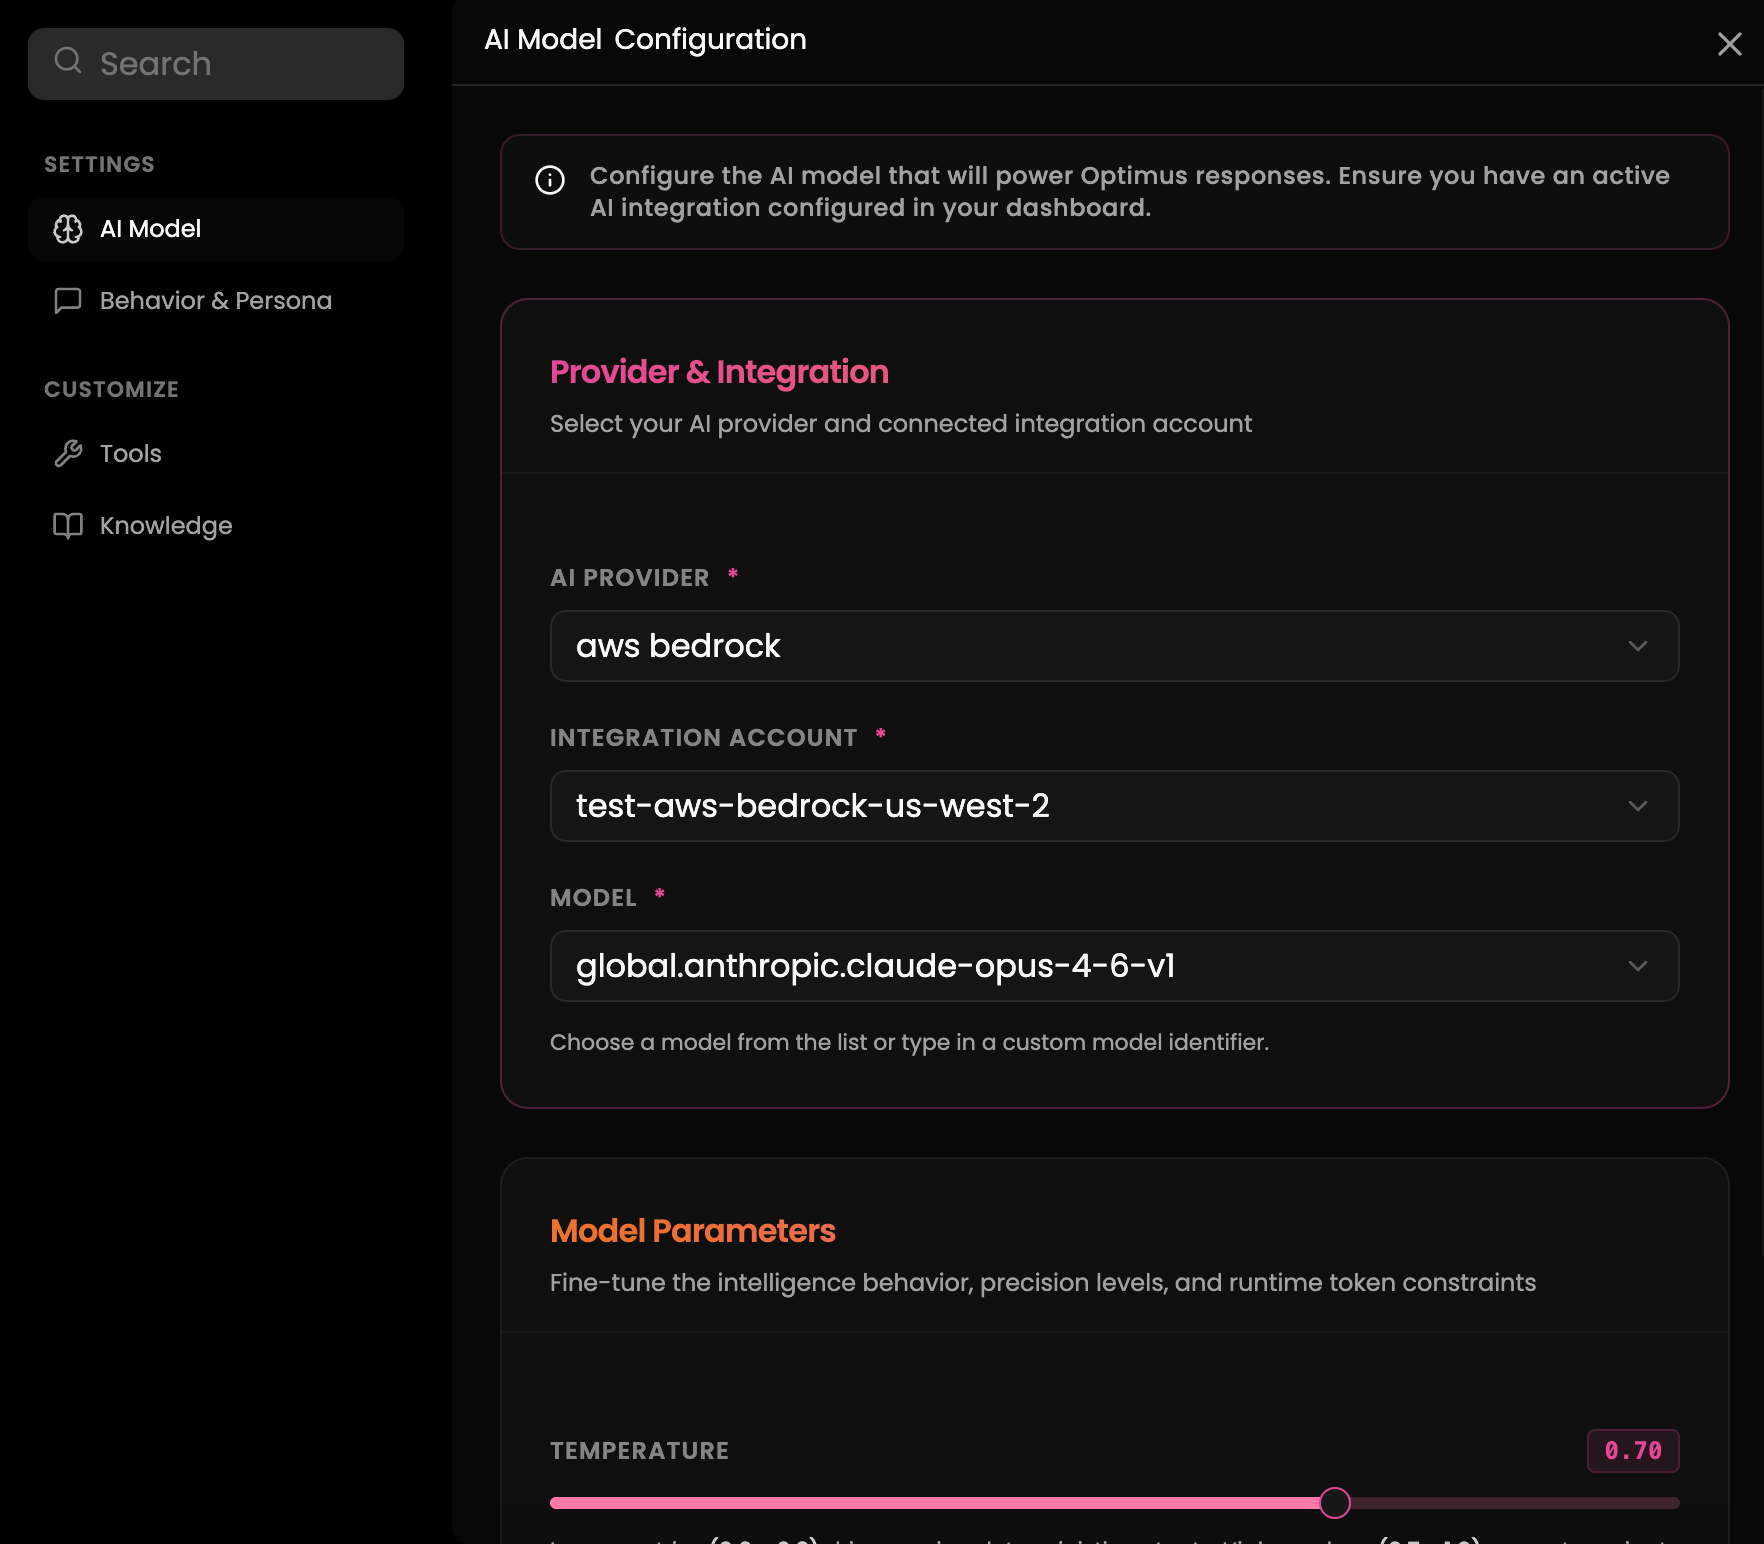 Search
SETTINGS
AI Model
Behavior & Persona
CUSTOMIZE
Tools
Knowledge
AI Model Configuration
Configure the AI model that will power Optimus responses. Ensure you have an active
AI integration configured in your dashboard.
Provider & Integration
Select your AI provider and connected integration account
AI PROVIDER *
aws bedrock
INTEGRATION ACCOUNT *
test-aws-bedrock-us-west-2
MODEL *
global.anthropic.claude-opus-4-6-v1
Choose a model from the list or type in a custom model identifier.
Model Parameters
Fine-tune the intelligence behavior, precision levels, and runtime token constraints
TEMPERATURE
0.70